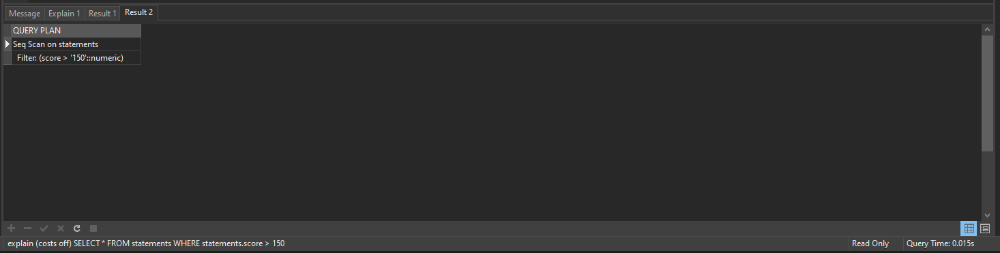 Message Explain 1 Result 1 Result 2
QUERY PLAN
Seq Scan on statements
Filter: (score > '150'::numeric)
explain (costs off) SELECT * FROM statements WHERE statements.score > 150 Read Only Query Time: 0.015s